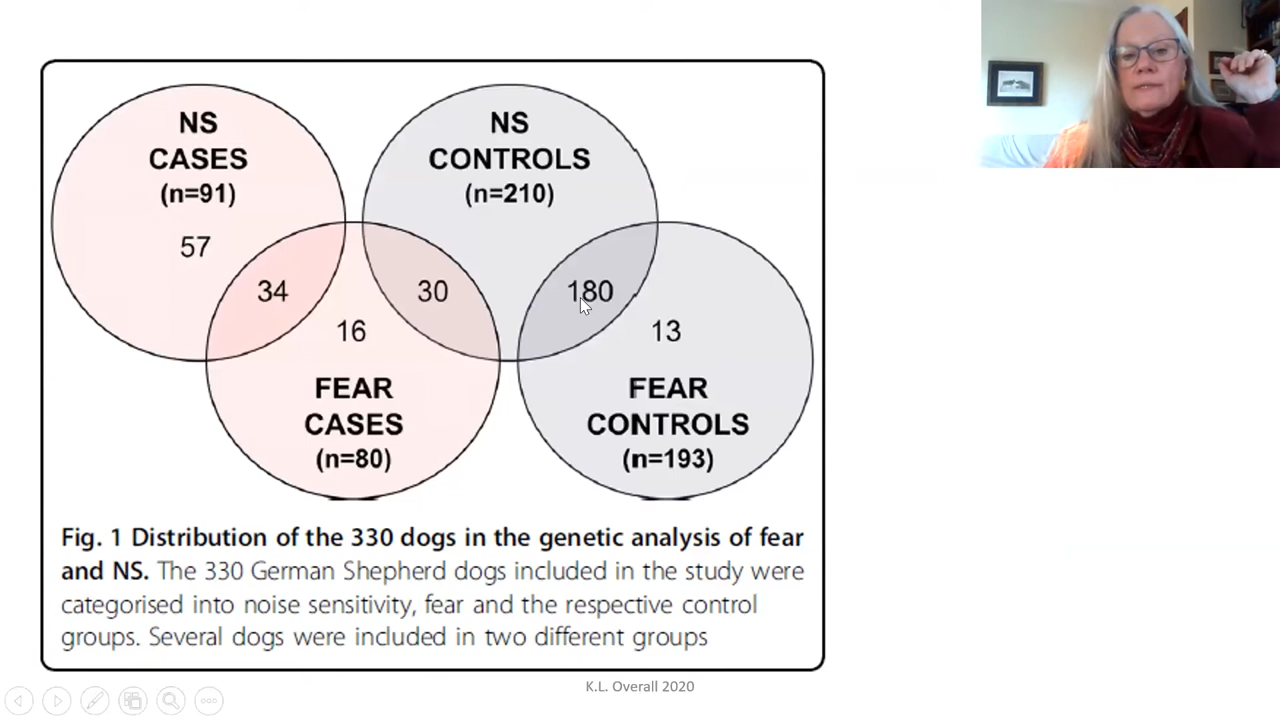 NS
CASES
(n=91)
57
NS
CONTROLS
(n=210)
34
30
180
16
13
FEAR
CASES
(n=80)
FEAR
CONTROLS
(n=193)
Fig. 1 Distribution of the 330 dogs in the genetic analysis of fear
and NS. The 330 German Shepherd dogs included in the study were
categorised into noise sensitivity, fear and the respective control
groups. Several dogs were included in two different groups
K.L. Overall 2020